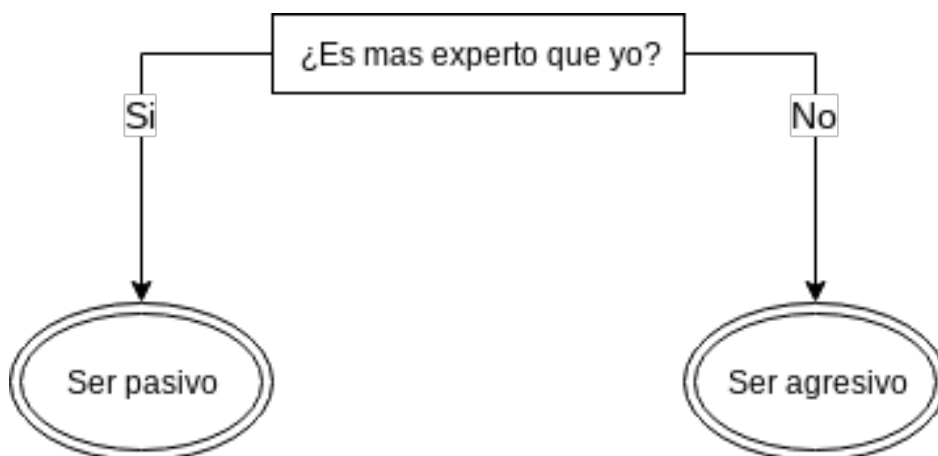 ¿Es mas experto que yo?
Si
No
Ser pasivo
Ser agresivo